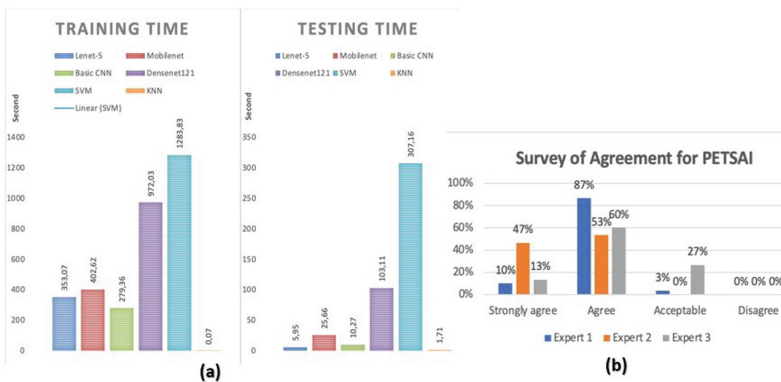 TRAINING TIME
Lenet-5
Mobilenet
Basic CNN
Densenet121
SVM
KNN
Linear (SVM)
Second
1400
1200
1000
800
600
400
200
0
353,07
402,62
279,36
972,03
1283,83
0,07
TESTING TIME
Lenet-5
Mobilenet
Basic CNN
Densenet121
SVM
KNN
Second
350
300
250
200
150
100
50
0
5,95
25,66
10,27
103,11
307,16
1,71
(a)
Survey of Agreement for PETSAI
100%
80%
60%
40%
20%
0%
10%
47%
13%
87%
53%
60%
3%
0%
27%
0% 0% 0%
Strongly agree
Agree
Acceptable
Disagree
Expert 1
Expert 2
Expert 3
(b)